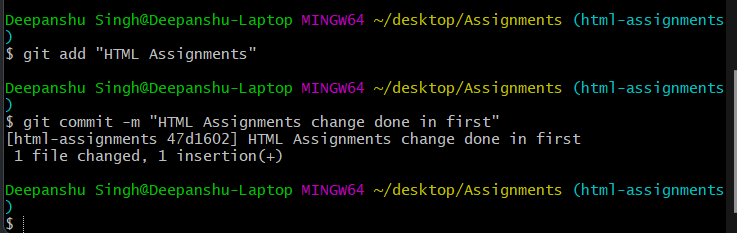 Deepanshu Singh@Deepanshu-Laptop MINGW64 ~/desktop/Assignments (html-assignments
)
$ git add "HTML Assignments"
Deepanshu Singh@Deepanshu-Laptop MINGW64 ~/desktop/Assignments (html-assignments
)
$ git commit -m "HTML Assignments change done in first"
[html-assignments 47d1602] HTML Assignments change done in first
 1 file changed, 1 insertion(+)
Deepanshu Singh@Deepanshu-Laptop MINGW64 ~/desktop/Assignments (html-assignments
)
$